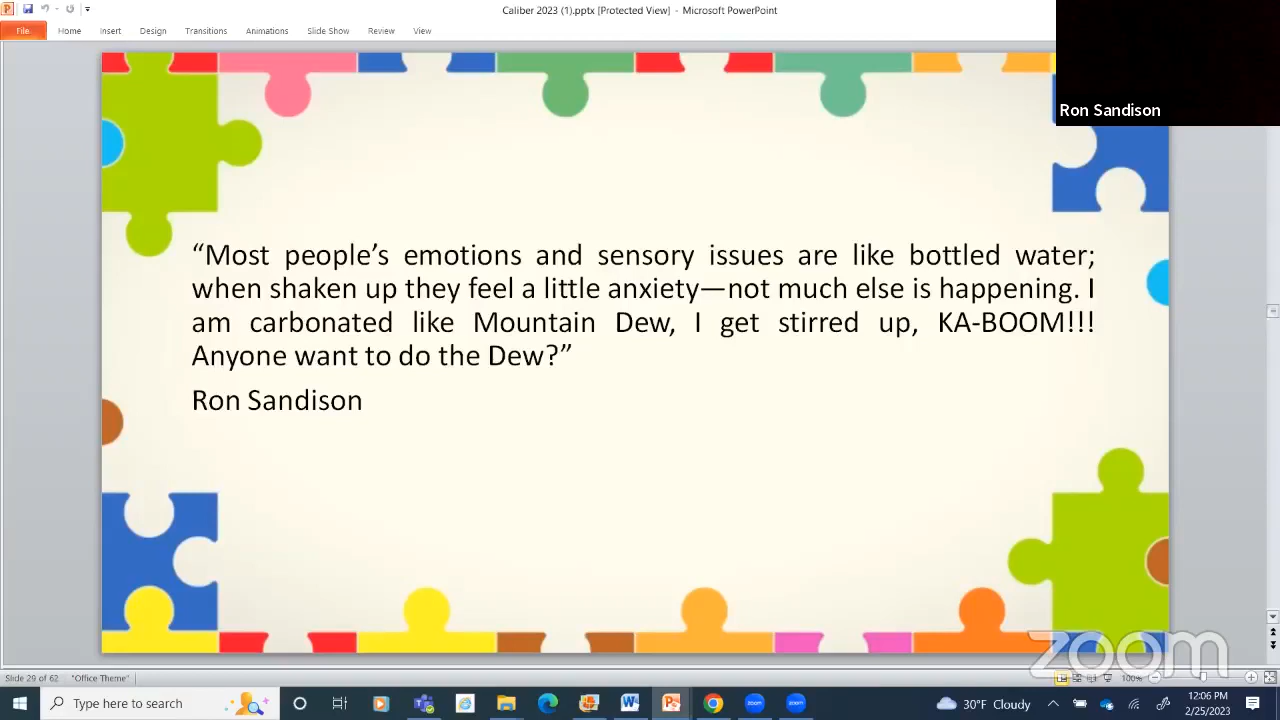 Caliber 2023 (1).pptx [Protected View] - Microsoft PowerPoint
File Home Insert Design Transitions Animations Slide Show Review View
Ron Sandison
“Most people’s emotions and sensory issues are like bottled water;
when shaken up they feel a little anxiety—not much else is happening. I
am carbonated like Mountain Dew, I get stirred up, KA-BOOM!!!
Anyone want to do the Dew?”
Ron Sandison
zoom
Slide 29 of 62 "Office Theme" 100%
Type here to search
30°F Cloudy
12:06 PM
2/25/2023